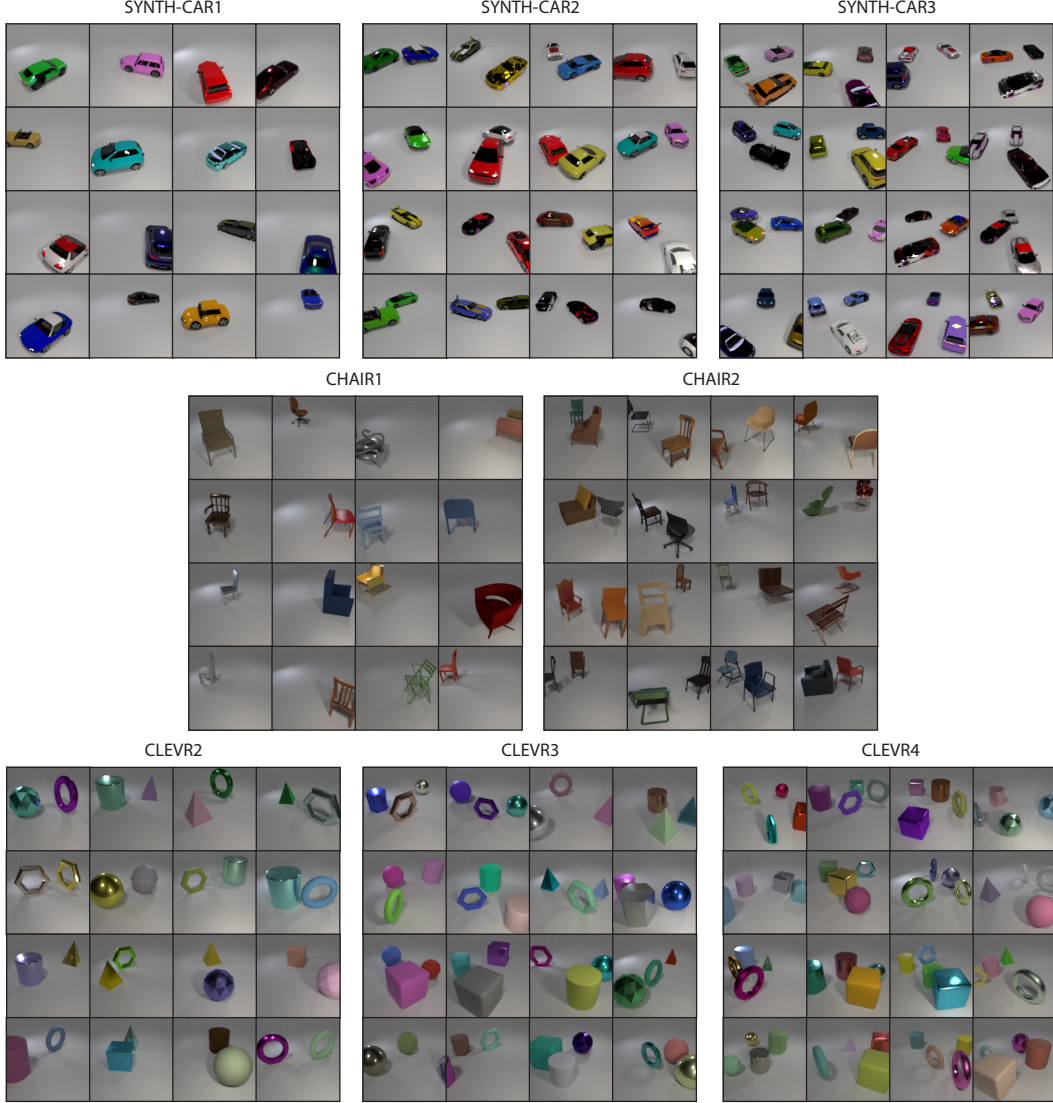 SYNTH-CAR1
SYNTH-CAR2
SYNTH-CAR3
CHAIR1
CHAIR2
CLEVR2
CLEVR3
CLEVR4